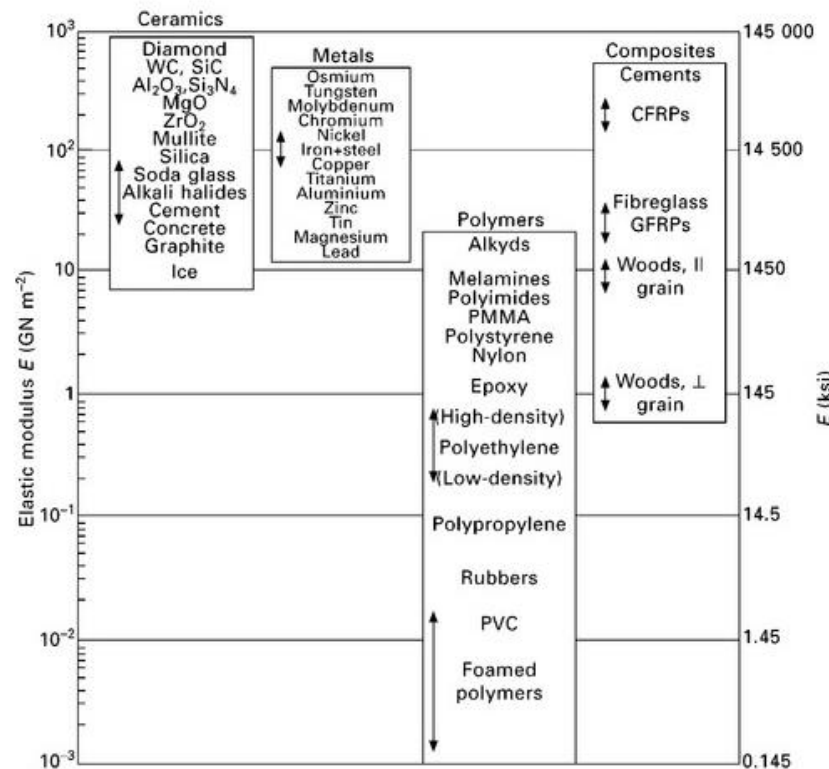 Elastic modulus E (GN m⁻²)
10³
10²
10
1
10⁻¹
10⁻²
10⁻³
Ceramics
Diamond
WC, SiC
Al₂O₃,Si₃N₄
MgO
ZrO₂
Mullite
Silica
Soda glass
Alkali halides
Cement
Concrete
Graphite
Ice
Metals
Osmium
Tungsten
Molybdenum
Chromium
Nickel
Iron+steel
Copper
Titanium
Aluminium
Zinc
Tin
Magnesium
Lead
Polymers
Alkyds
Melamines
Polyimides
PMMA
Polystyrene
Nylon
Epoxy
(High-density)
Polyethylene
(Low-density)
Polypropylene
Rubbers
PVC
Foamed
polymers
Composites
Cements
CFRPs
Fibreglass
GFRPs
Woods, ||
grain
Woods, ⊥
grain
145 000
14 500
1450
145
14.5
1.45
0.145
E (ksi)